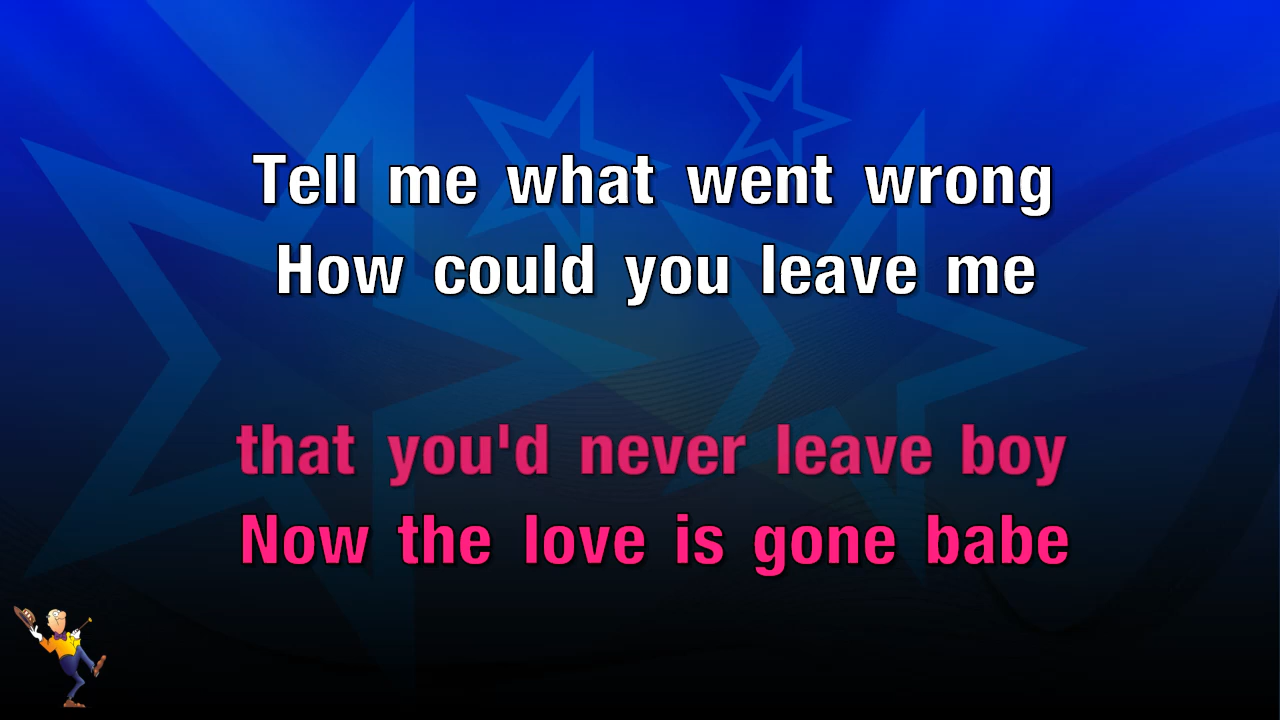 Tell me what went wrong
How could you leave me
that you'd never leave boy
Now the love is gone babe